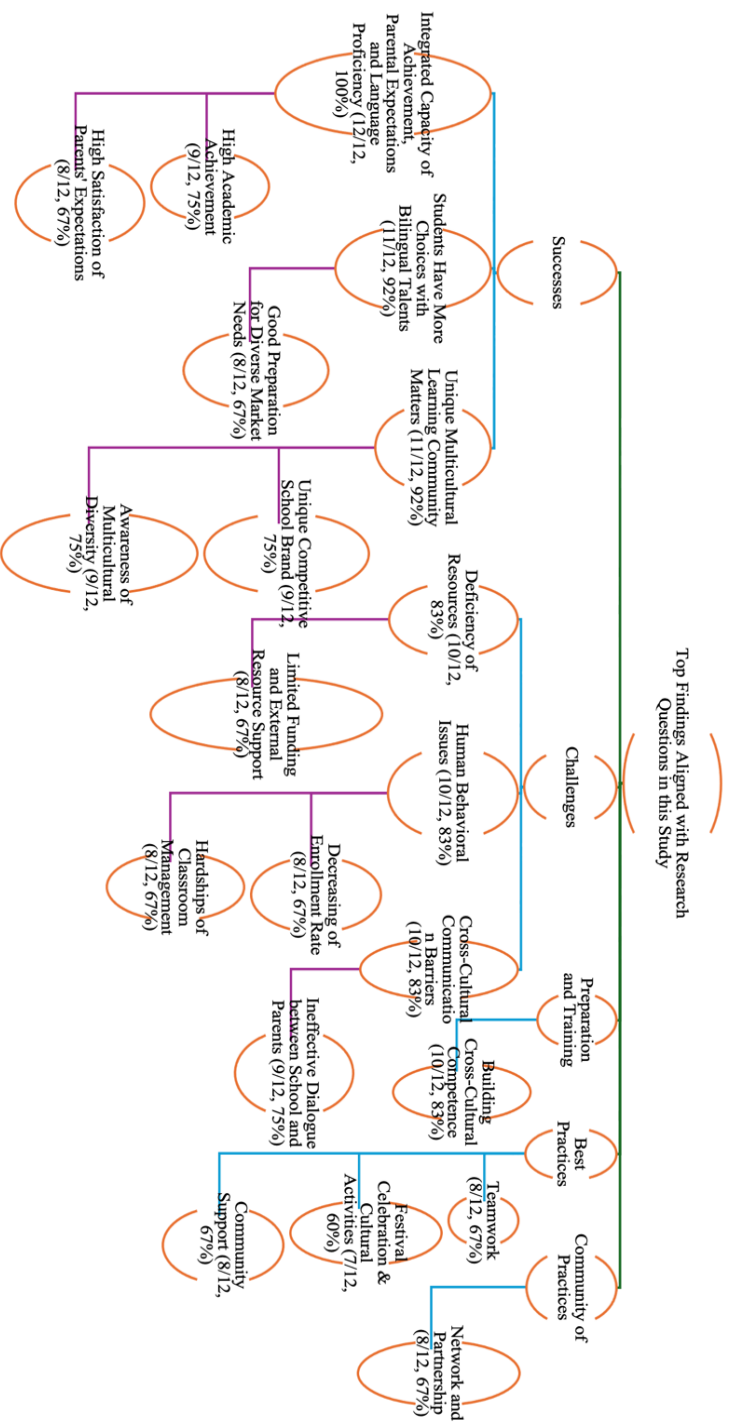 Top Findings Aligned with Research
Questions in this Study
Successes
Integrated Capacity of
Achievement,
Parental Expectations
and Language
Proficiency (12/12,
100%)
High Academic
Achievement
(9/12, 75%)
High Satisfaction of
Parents' Expectations
(8/12, 67%)
Students Have More
Choices with
Bilingual Talents
(11/12, 92%)
Good Preparation
for Diverse Market
Needs (8/12, 67%)
Unique Multicultural
Learning Community
Matters (11/12, 92%)
Unique Competitive
School Brand (9/12,
75%)
Awareness of
Multicultural
Diversity (9/12,
75%)
Challenges
Deficiency of
Resources (10/12,
83%)
Limited Funding
and External
Resource Support
(8/12, 67%)
Human Behavioral
Issues (10/12, 83%)
Decreasing of
Enrollment Rate
(8/12, 67%)
Hardships of
Classroom
Management
(8/12, 67%)
Cross-Cultural
Communicatio
n Barriers
(10/12, 83%)
Ineffective Dialogue
between School and
Parents (9/12, 75%)
Preparation
and Training
Building
Cross-Cultural
Competence
(10/12, 83%)
Best
Practices
Teamwork
(8/12, 67%)
Festival
Celebration &
Cultural
Activities (7/12,
60%)
Community
Support (8/12,
67%)
Community of
Practices
Network and
Partnership
(8/12, 67%)